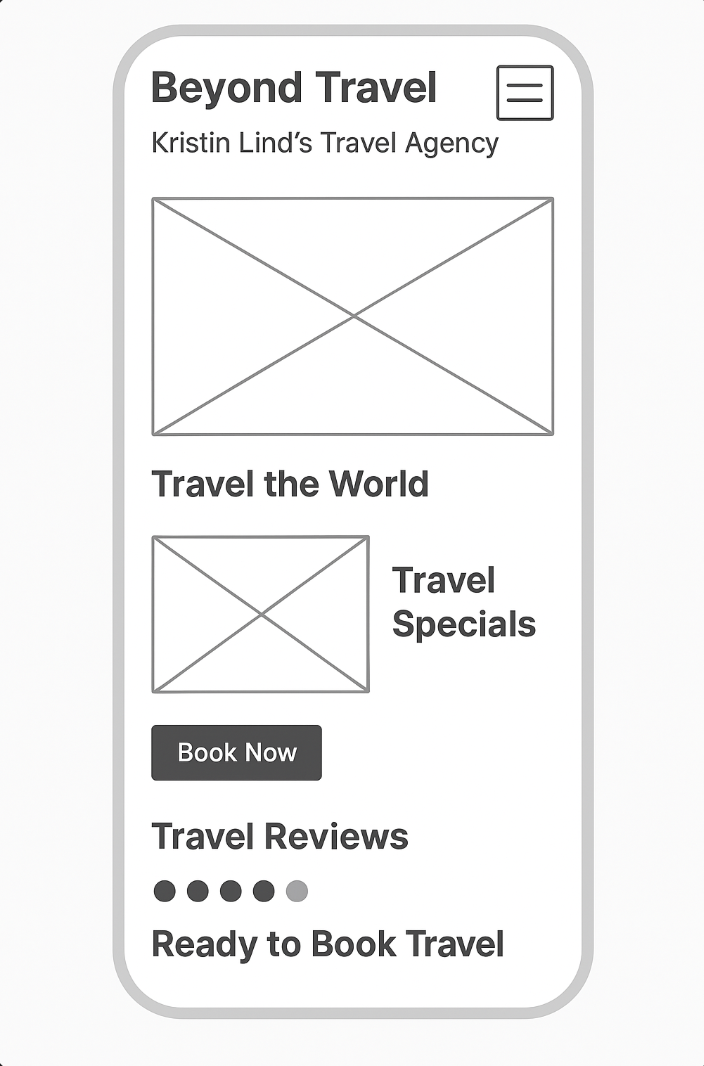 Beyond Travel
Kristin Lind’s Travel Agency
Travel the World
Travel
Specials
Book Now
Travel Reviews
Ready to Book Travel